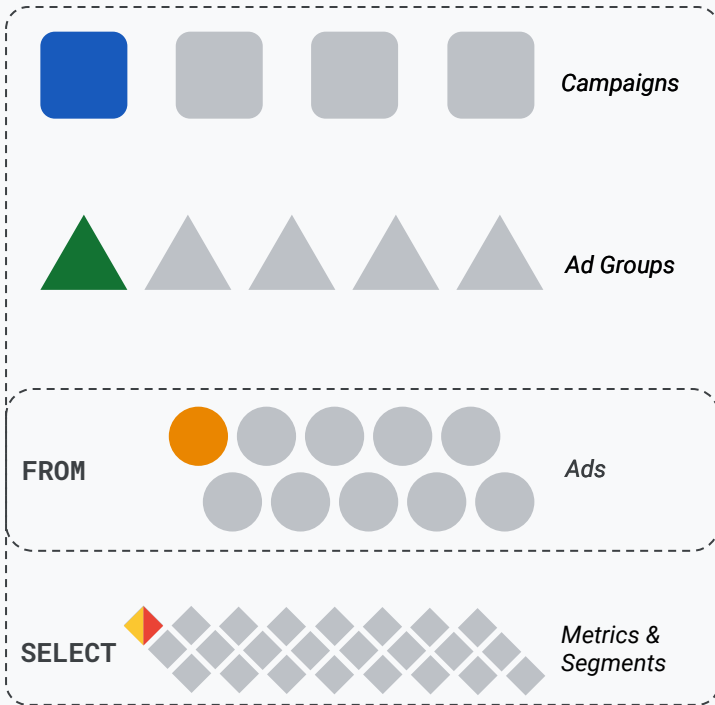 Campaigns
Ad Groups
FROM
Ads
SELECT
Metrics &
Segments